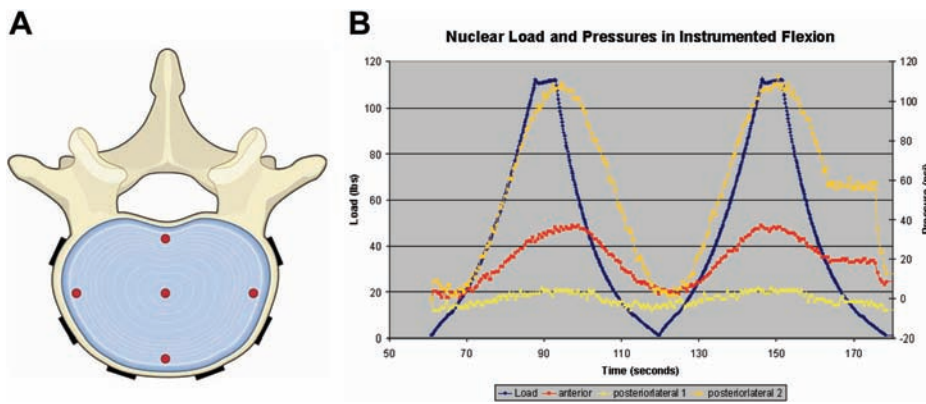 A
B
Nuclear Load and Pressures in Instrumented Flexion
120
100
80
60
40
20
0
Load (lbs)
120
100
80
60
40
20
0
-20
Pressure (psi)
50
70
90
110
130
150
170
Time (seconds)
Load
anterior
posteriorlateral 1
posteriorlateral 2